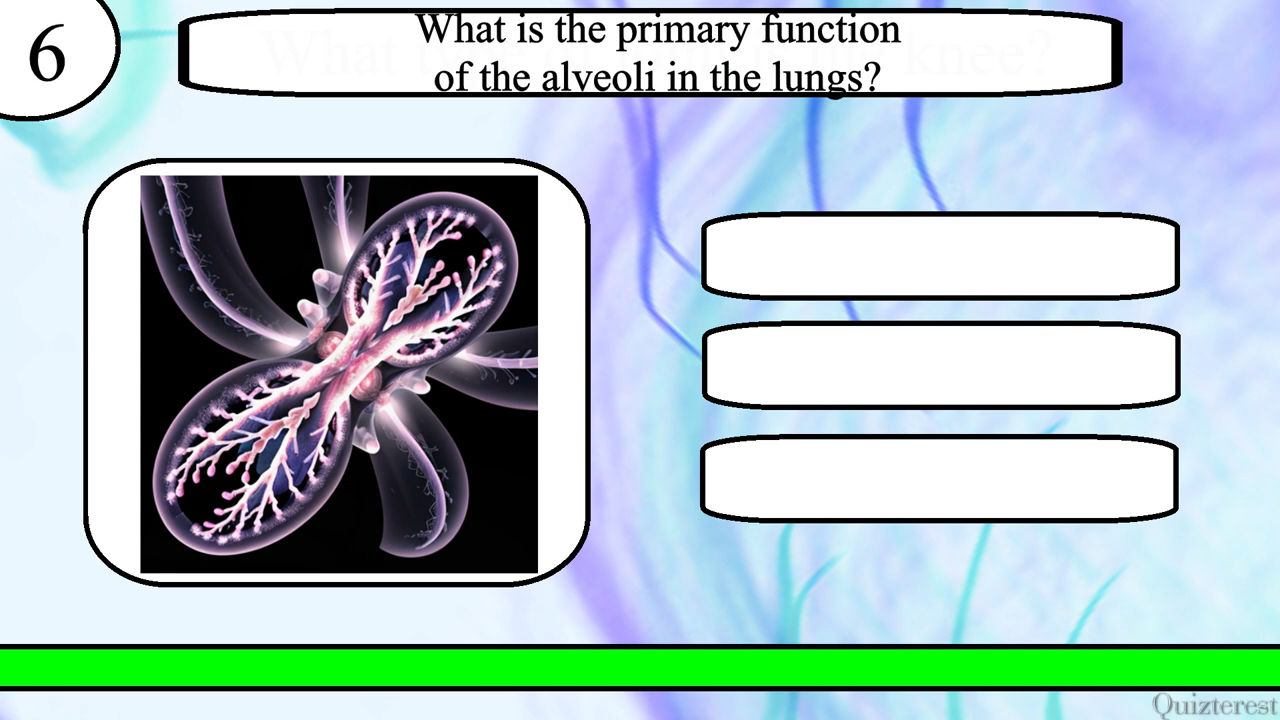 6
What is the primary function
of the alveoli in the lungs?
Quizterest